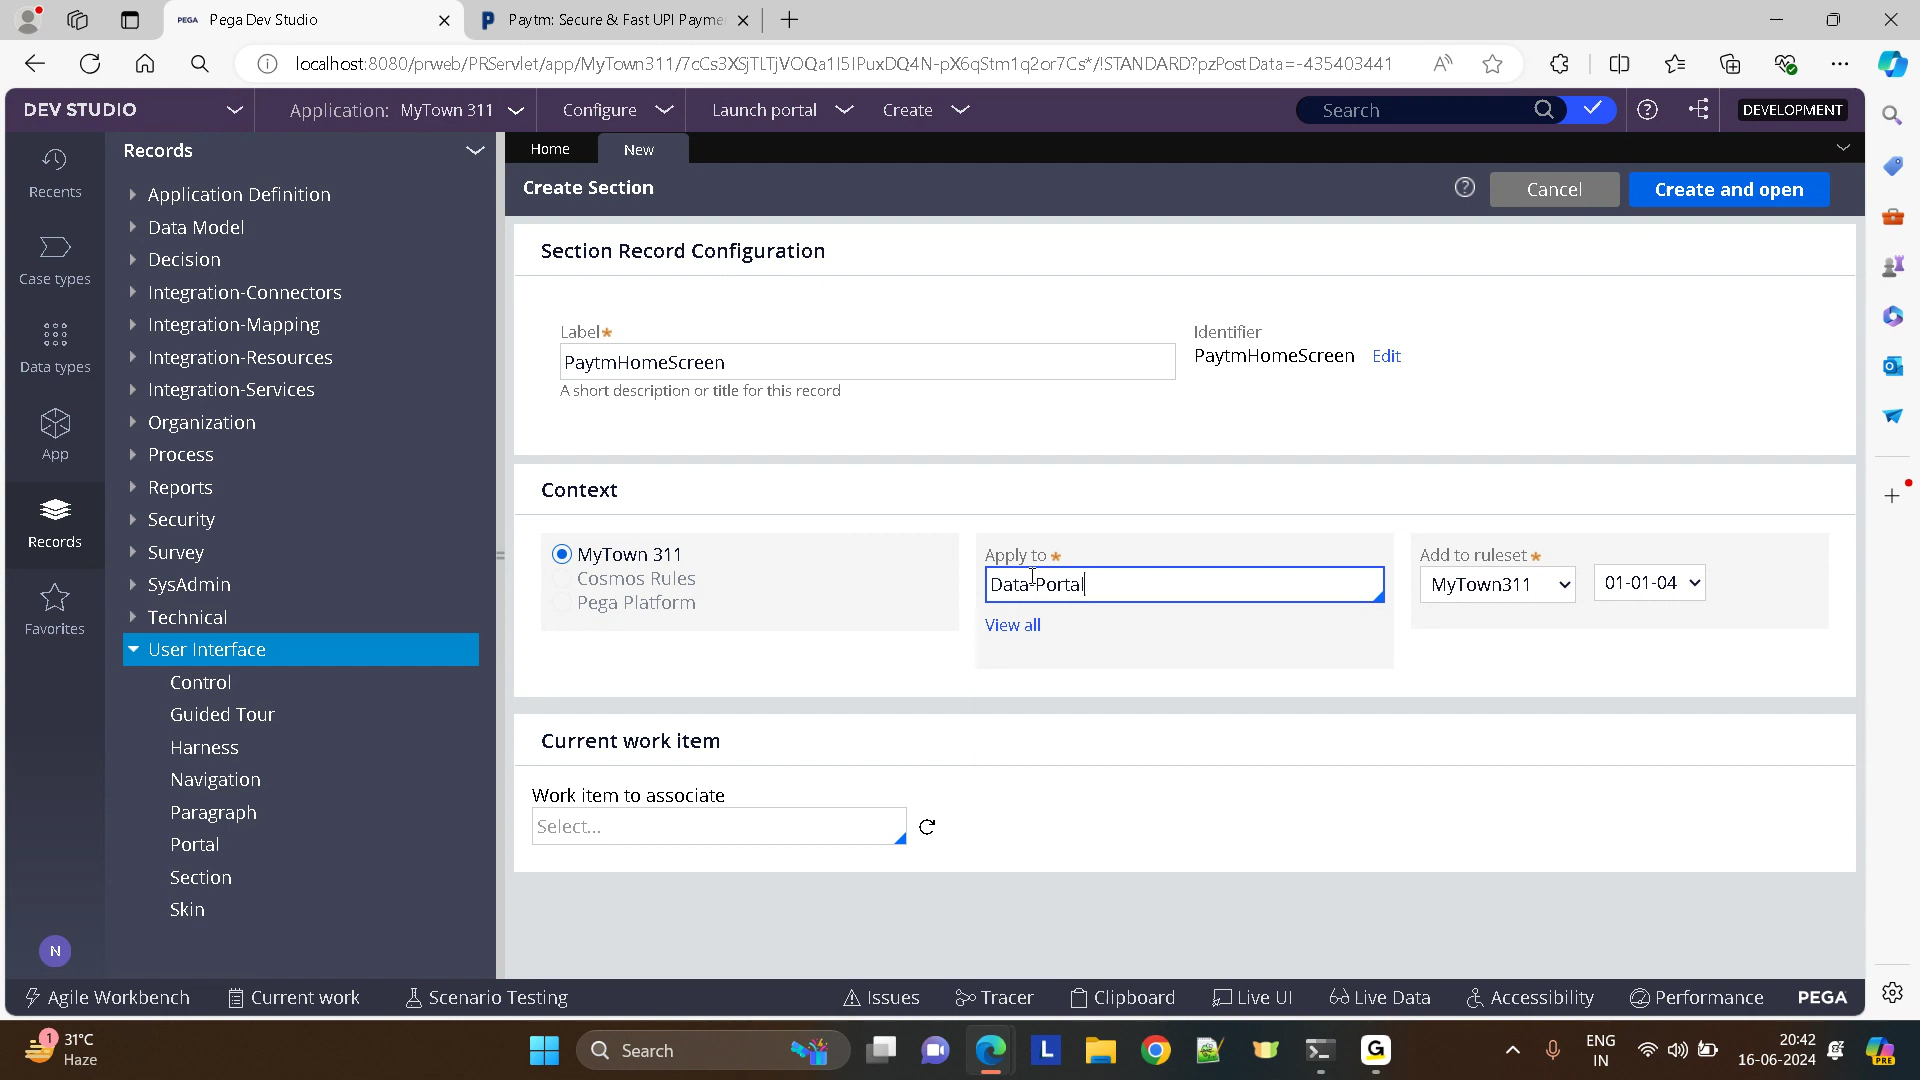 PEGA Pega Dev Studio
Paytm: Secure & Fast UPI Payme
localhost:8080/prweb/PRServlet/app/MyTown311/7cCs3XSjTLTjVOQa1I5IPuxDQ4N-pX6qStm1q2or7Cs*/!STANDARD?pzPostData=-435403441
DEV STUDIO
Application: MyTown 311
Configure
Launch portal
Create
Search
DEVELOPMENT
Recents
Case types
Data types
App
Records
Favorites
N
Records
Application Definition
Data Model
Decision
Integration-Connectors
Integration-Mapping
Integration-Resources
Integration-Services
Organization
Process
Reports
Security
Survey
SysAdmin
Technical
User Interface
Control
Guided Tour
Harness
Navigation
Paragraph
Portal
Section
Skin
Home
New
Create Section
Cancel
Create and open
Section Record Configuration
Label*
PaytmHomeScreen
A short description or title for this record
Identifier
PaytmHomeScreen Edit
Context
MyTown 311
Cosmos Rules
Pega Platform
Apply to *
Data-Portal
View all
Add to ruleset *
MyTown311
01-01-04
Current work item
Work item to associate
Select...
Agile Workbench
Current work
Scenario Testing
Issues
Tracer
Clipboard
Live UI
Live Data
Accessibility
Performance
PEGA
1
31°C
Haze
Search
L
G
ENG
IN
20:42
16-06-2024
PRE